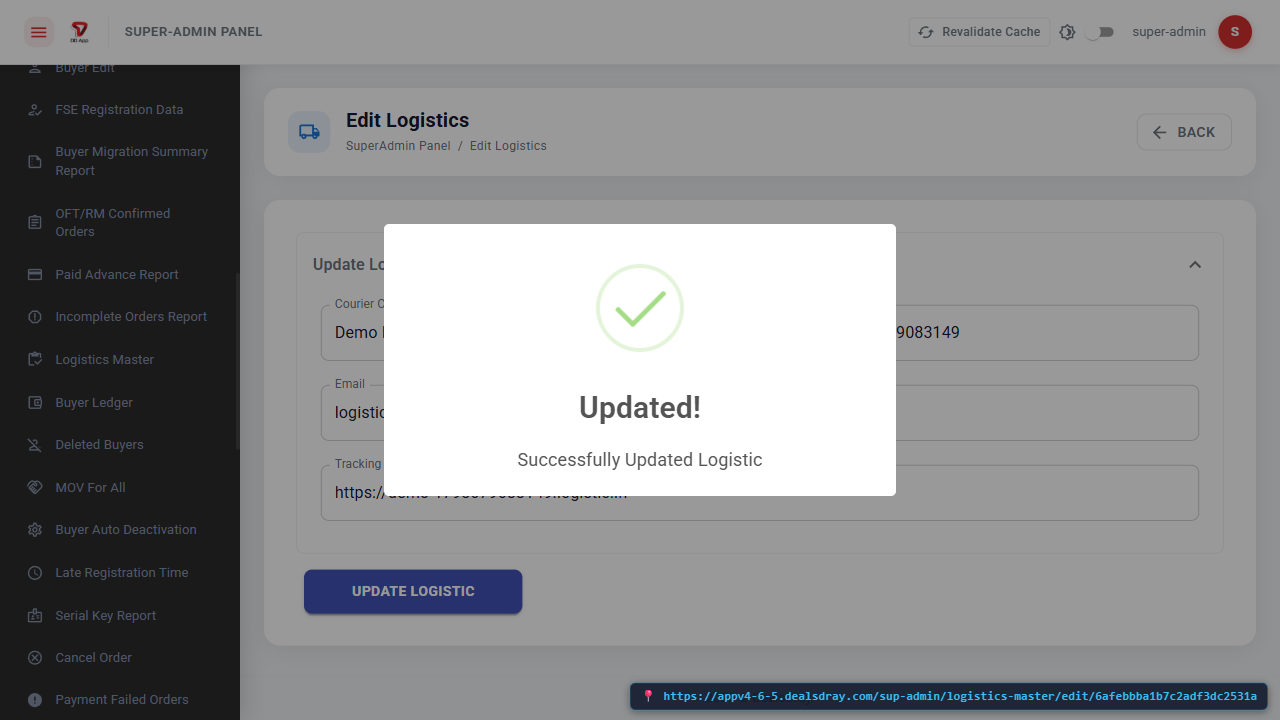 SUPER-ADMIN PANEL
Revalidate Cache
super-admin
S
Buyer Edit
FSE Registration Data
Buyer Migration Summary
Report
OFT/RM Confirmed
Orders
Paid Advance Report
Incomplete Orders Report
Logistics Master
Buyer Ledger
Deleted Buyers
MOV For All
Buyer Auto Deactivation
Late Registration Time
Serial Key Report
Cancel Order
Payment Failed Orders
Edit Logistics
SuperAdmin Panel / Edit Logistics
BACK
Courier
Demo
9083149
Email
Tracking
https://
Updated!
Successfully Updated Logistic
UPDATE LOGISTIC
https://appv4-6-5.dealsdray.com/sup-admin/logistics-master/edit/6afebbba1b7c2adf3dc2531a